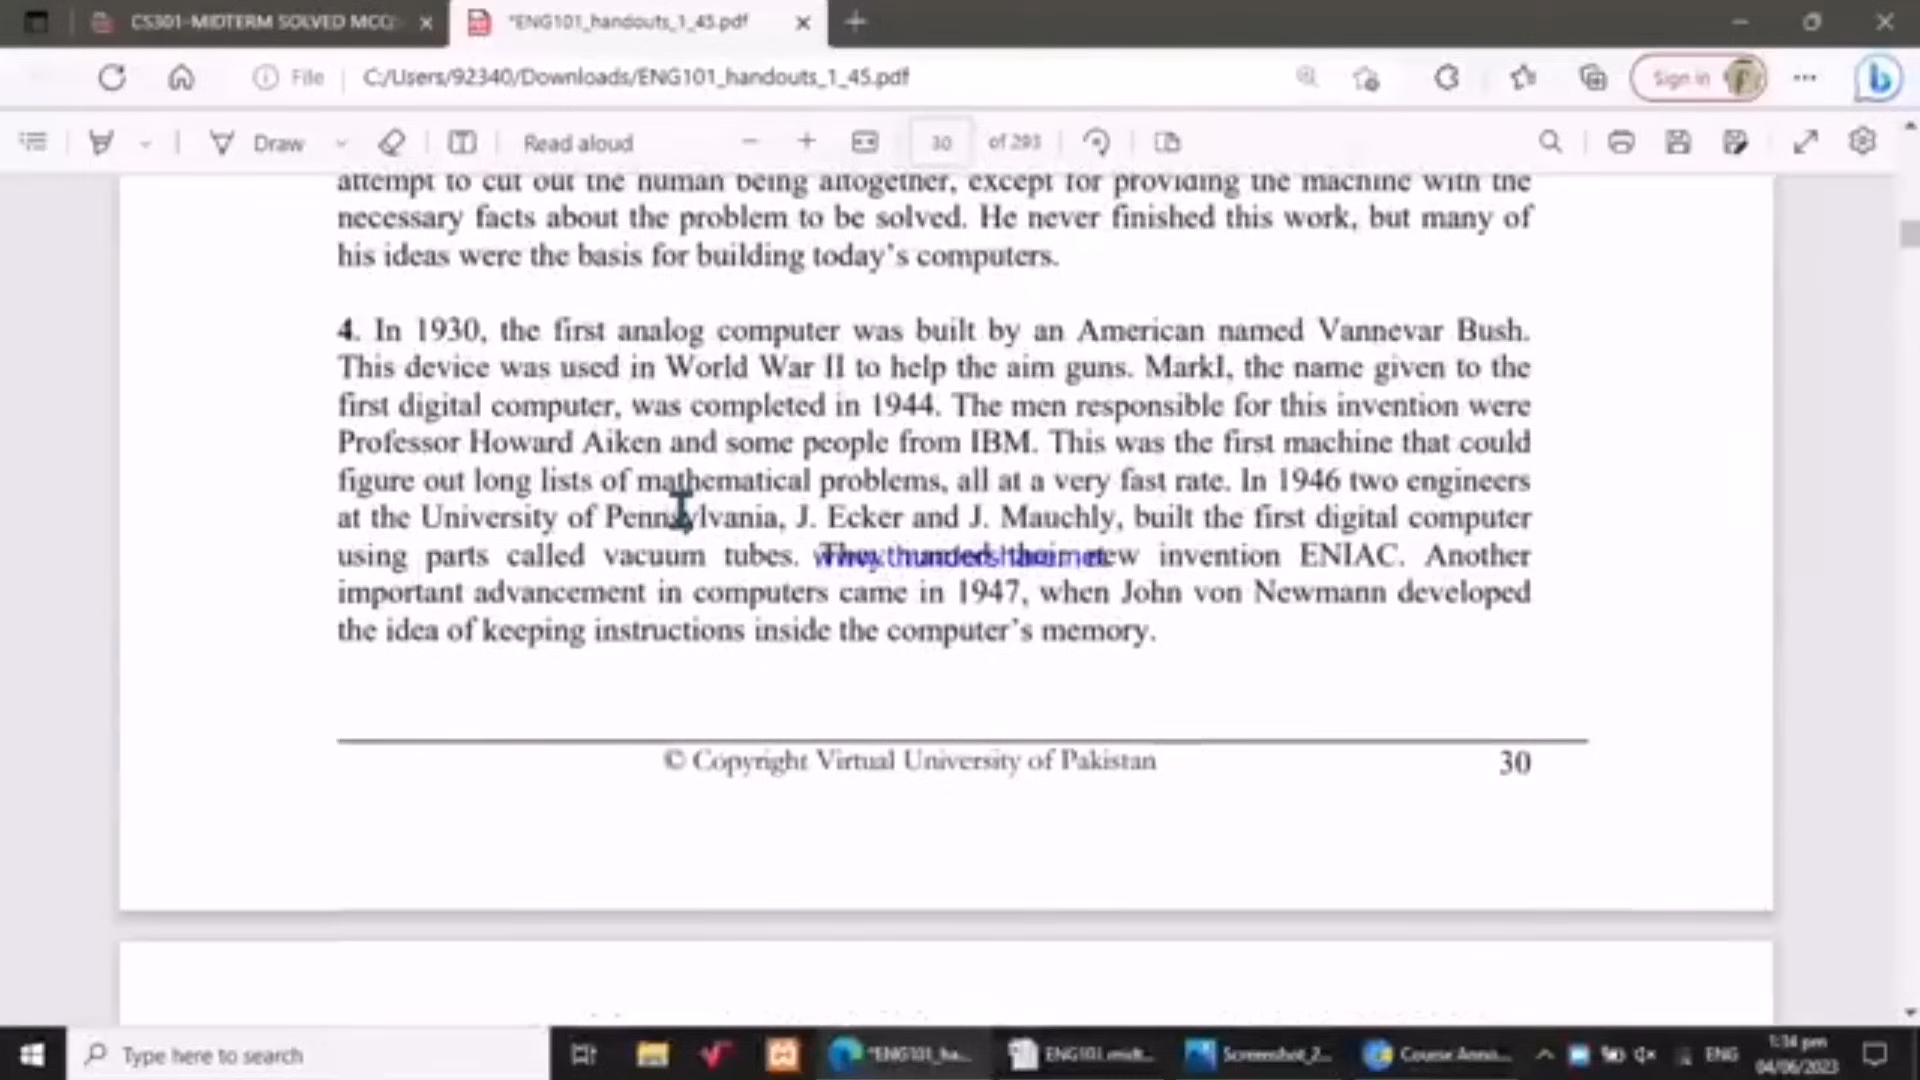 CS301-MIDTERM SOLVED MCQ
*ENG101_handouts_1_45.pdf
File
C:/Users/92340/Downloads/ENG101_handouts_1_45.pdf
Sign in
Draw
Read aloud
30
of 293
attempt to cut out the human being altogether, except for providing the machine with the
necessary facts about the problem to be solved. He never finished this work, but many of
his ideas were the basis for building today's computers.
4. In 1930, the first analog computer was built by an American named Vannevar Bush.
This device was used in World War II to help the aim guns. MarkI, the name given to the
first digital computer, was completed in 1944. The men responsible for this invention were
Professor Howard Aiken and some people from IBM. This was the first machine that could
figure out long lists of mathematical problems, all at a very fast rate. In 1946 two engineers
at the University of Pennsylvania, J. Ecker and J. Mauchly, built the first digital computer
using parts called vacuum tubes. They their new invention ENIAC. Another
important advancement in computers came in 1947, when John von Newmann developed
the idea of keeping instructions inside the computer's memory.
© Copyright Virtual University of Pakistan
30
Type here to search
*ENG101_ha...
ENG101 midt...
Screenshot_2...
Course Anno...
ENG
1:34 pm
04/06/2023